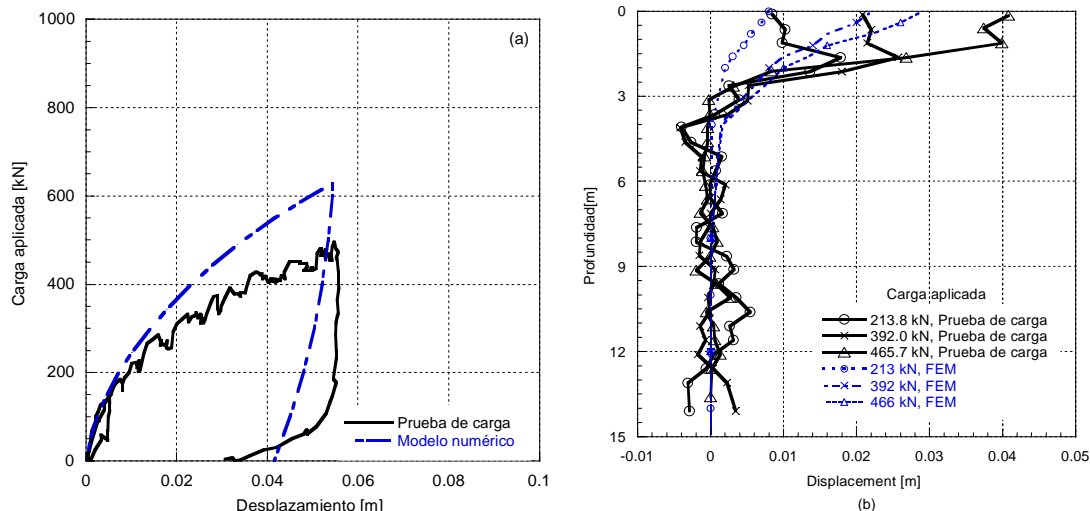 1000
800
600
400
200
0
Carga aplicada [kN]
(a)
Prueba de carga
Modelo numérico
0
0.02
0.04
0.06
0.08
0.1
Desplazamiento [m]
0
3
6
9
12
15
Profundidad[m]
Carga aplicada
213.8 kN, Prueba de carga
392.0 kN, Prueba de carga
465.7 kN, Prueba de carga
213 kN, FEM
392 kN, FEM
466 kN, FEM
-0.01
0
0.01
0.02
0.03
0.04
0.05
Displacement [m]
(b)